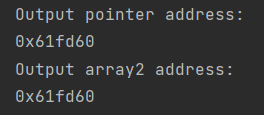 Output pointer address:
0x61fd60
Output array2 address:
0x61fd60